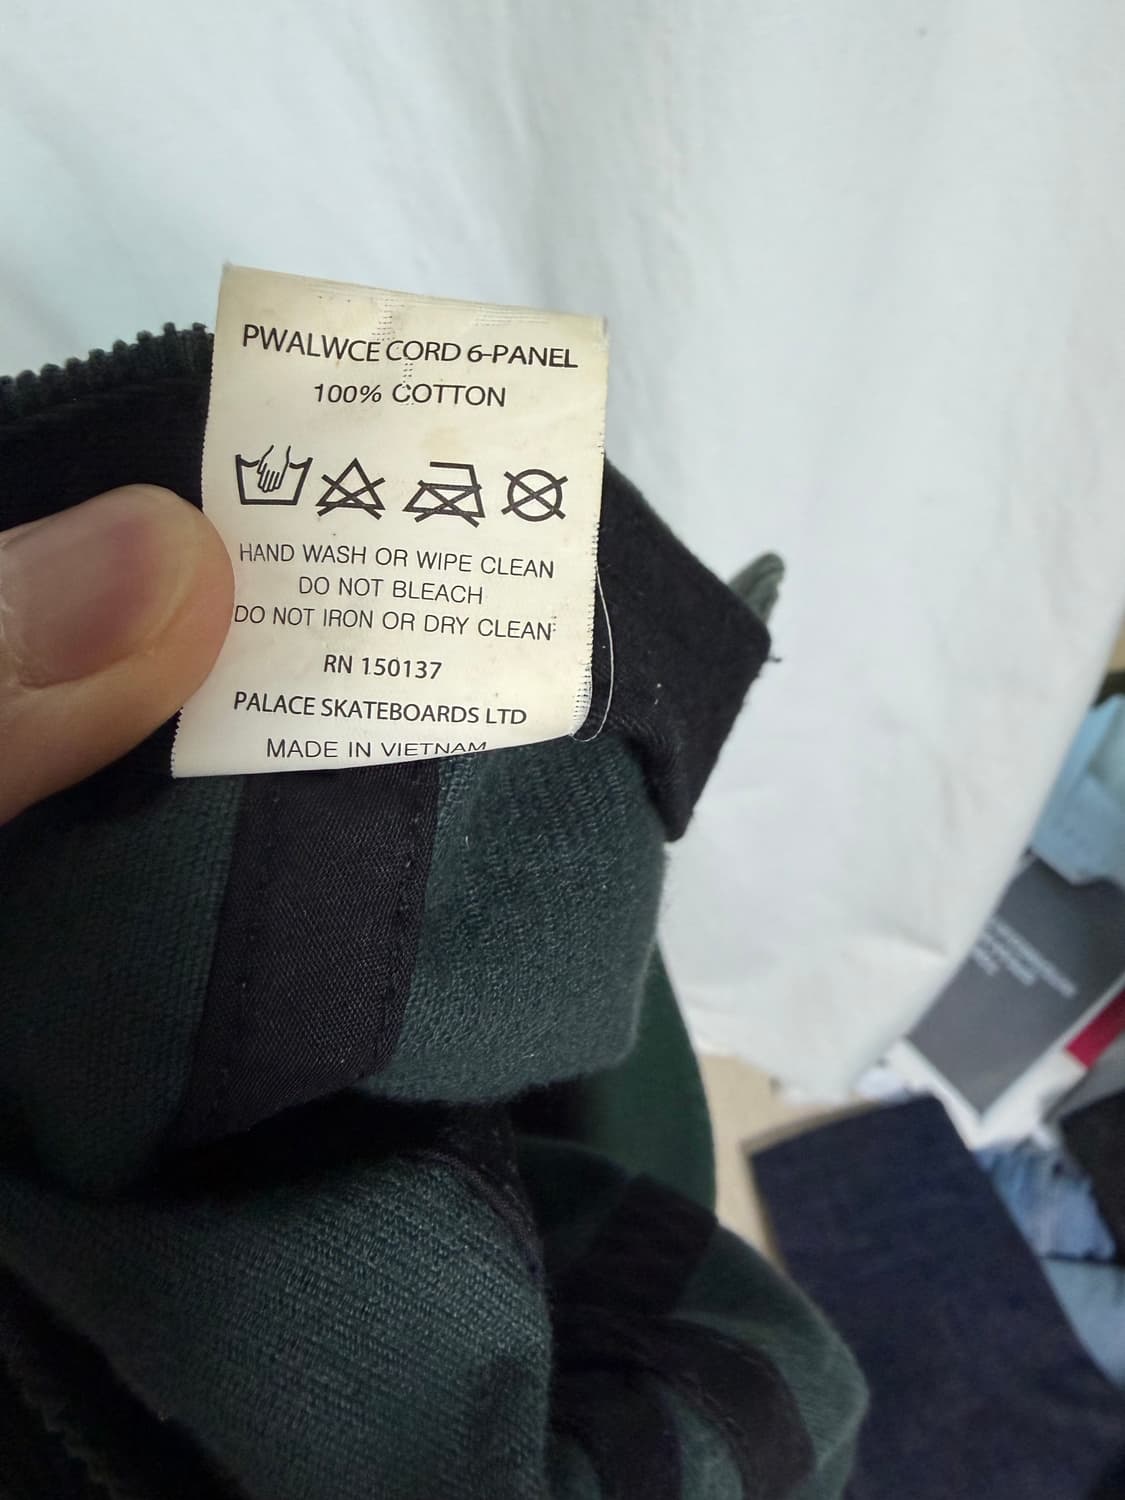 PWALWCE CORD 6-PANEL
100% COTTON
HAND WASH OR WIPE CLEAN
DO NOT BLEACH
DO NOT IRON OR DRY CLEAN
RN 150137
PALACE SKATEBOARDS LTD
MADE IN VIETNAM